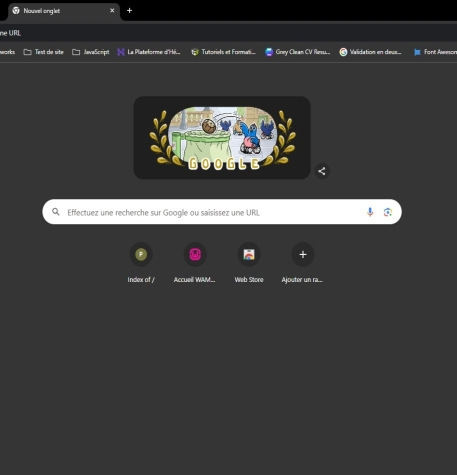 Nouvel onglet
ne URL
works Test de site JavaScript La Plateforme d'Hé... Tutoriels et Formati... Grey Clean CV Resu... Validation en deux... Font Aweson
GOOGLE
Effectuez une recherche sur Google ou saisissez une URL
P
Index of / Accueil WAM... Web Store Ajouter un ra...